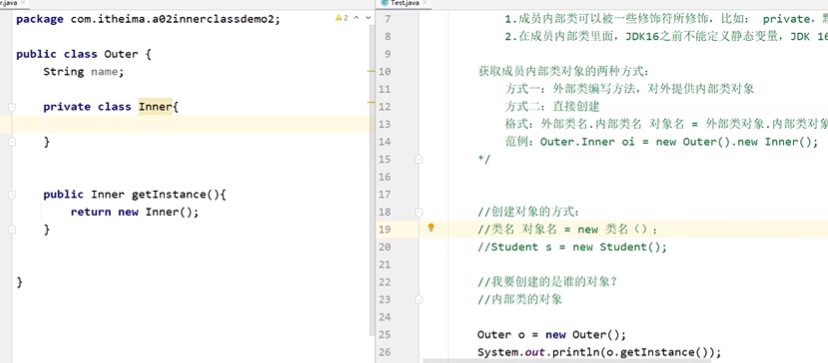 r.java
package com.itheima.a02innerclassdemo2;
2
public class Outer {
String name;
private class Inner{
}
public Inner getInstance(){
return new Inner();
}
}
Test.java
7 1.成员内部类可以被一些修饰符所修饰，比如： private，
8 2.在成员内部类里面，JDK16之前不能定义静态变量，JDK 16
9
10 获取成员内部类对象的两种方式：
11 方式一：外部类编写方法，对外提供内部类对象
12 方式二：直接创建
13 格式：外部类名.内部类名 对象名 = 外部类对象.内部类对象
14 范例：Outer.Inner oi = new Outer().new Inner();
15 */
16
17
18 //创建对象的方式：
19 //类名 对象名 = new 类名（）；
20 //Student s = new Student();
21
22 //我要创建的是谁的对象？
23 //内部类的对象
24
25 Outer o = new Outer();
26 System.out.println(o.getInstance());